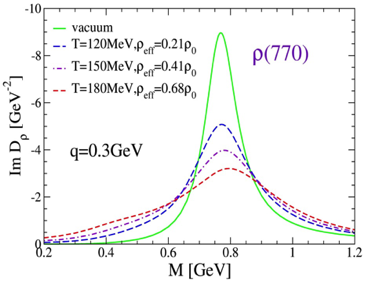 -10
-8
-6
-4
-2
0
Im D_ρ [GeV^-2]
vacuum
T=120MeV,ρ_eff=0.21ρ_0
T=150MeV,ρ_eff=0.41ρ_0
T=180MeV,ρ_eff=0.68ρ_0
ρ(770)
q=0.3GeV
0.2 0.4 0.6 0.8 1 1.2
M [GeV]